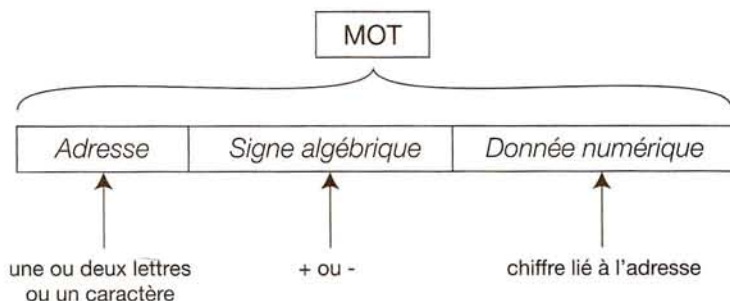 MOT
Adresse Signe algébrique Donnée numérique
une ou deux lettres + ou - chiffre lié à l'adresse
ou un caractère